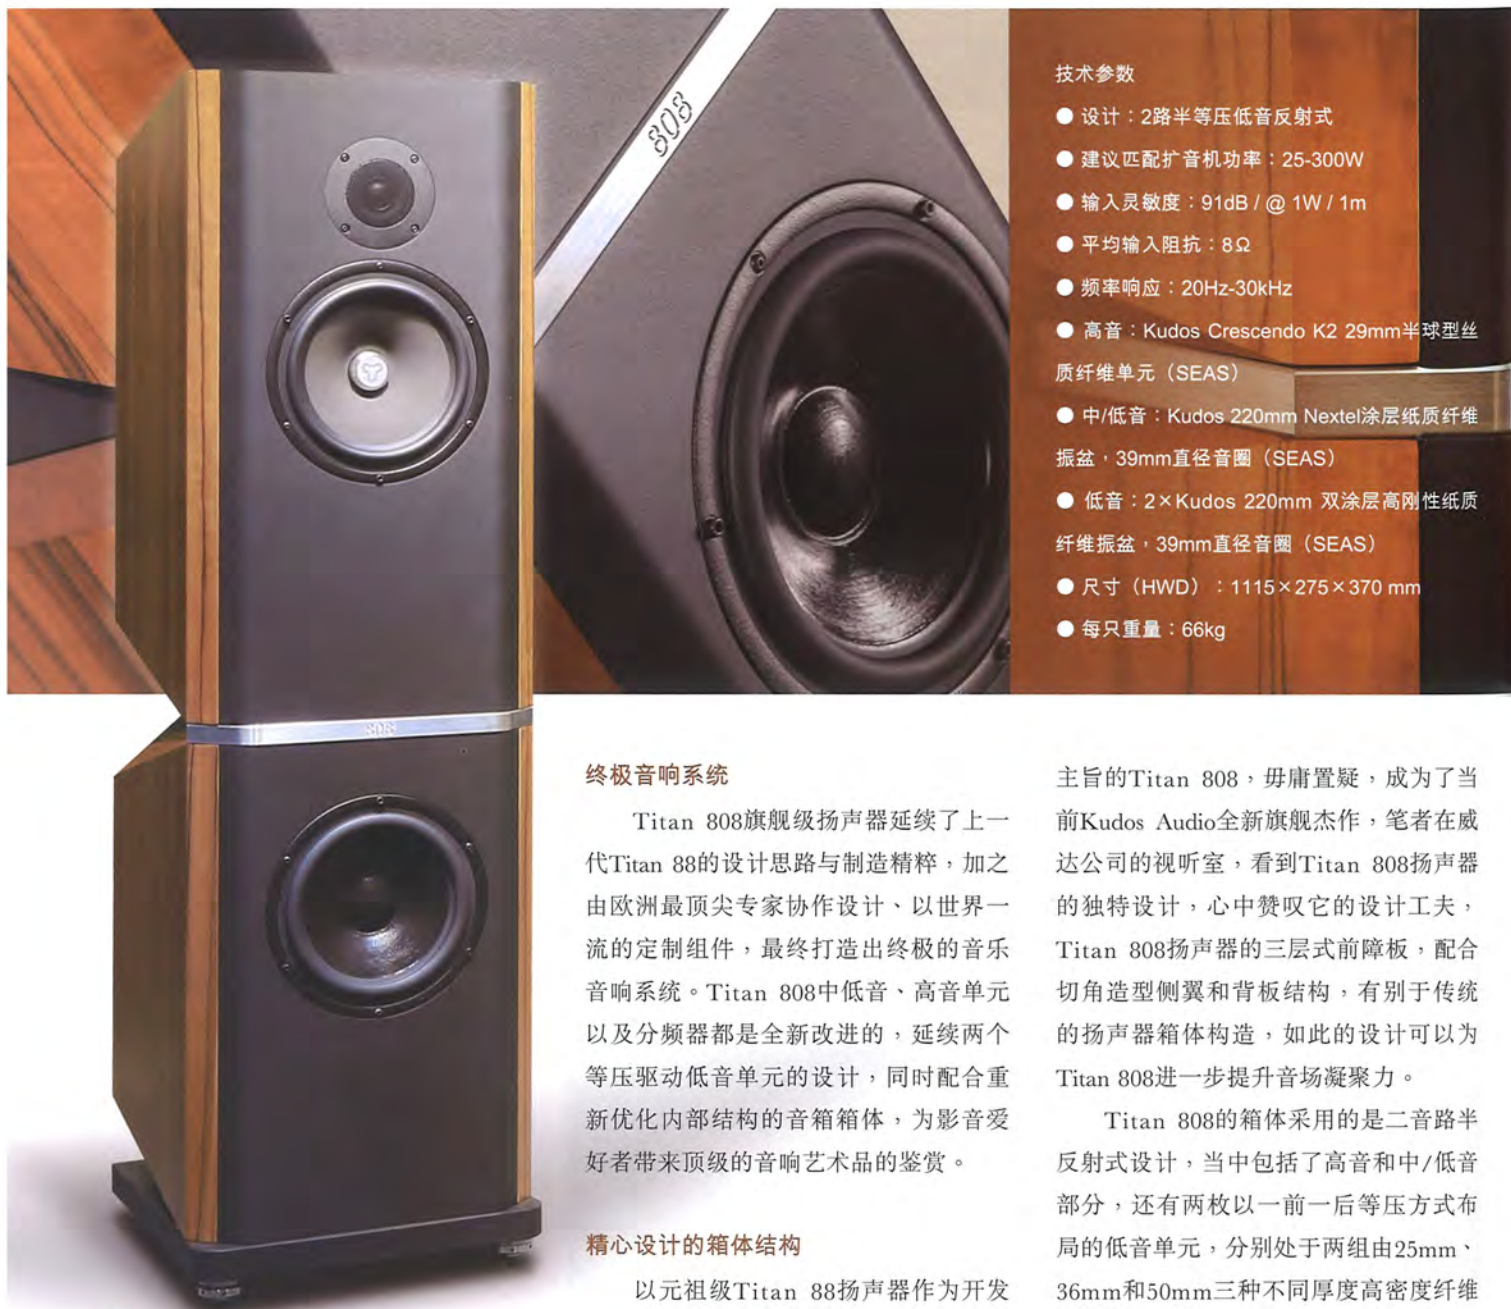 808
技术参数
● 设计：2路半等压低音反射式
● 建议匹配扩音机功率：25-300W
● 输入灵敏度：91dB / @ 1W / 1m
● 平均输入阻抗：8Ω
● 频率响应：20Hz-30kHz
● 高音：Kudos Crescendo K2 29mm半球型丝
质纤维单元（SEAS）
● 中/低音：Kudos 220mm Nextel涂层纸质纤维
振盆，39mm直径音圈（SEAS）
● 低音：2×Kudos 220mm 双涂层高刚性纸质
纤维振盆，39mm直径音圈（SEAS）
● 尺寸（HWD）：1115×275×370 mm
● 每只重量：66kg
808
终极音响系统
Titan 808旗舰级扬声器延续了上一
代Titan 88的设计思路与制造精粹，加之
由欧洲最顶尖专家协作设计、以世界一
流的定制组件，最终打造出终极的音乐
音响系统。Titan 808中低音、高音单元
以及分频器都是全新改进的，延续两个
等压驱动低音单元的设计，同时配合重
新优化内部结构的音箱箱体，为影音爱
好者带来顶级的音响艺术品的鉴赏。
精心设计的箱体结构
以元祖级Titan 88扬声器作为开发
主旨的Titan 808，毋庸置疑，成为了当
前Kudos Audio全新旗舰杰作，笔者在威
达公司的视听室，看到Titan 808扬声器
的独特设计，心中赞叹它的设计工夫，
Titan 808扬声器的三层式前障板，配合
切角造型侧翼和背板结构，有别于传统
的扬声器箱体构造，如此的设计可以为
Titan 808进一步提升音场凝聚力。
Titan 808的箱体采用的是二音路半
反射式设计，当中包括了高音和中/低音
部分，还有两枚以一前一后等压方式布
局的低音单元，分别处于两组由25mm、
36mm和50mm三种不同厚度高密度纤维